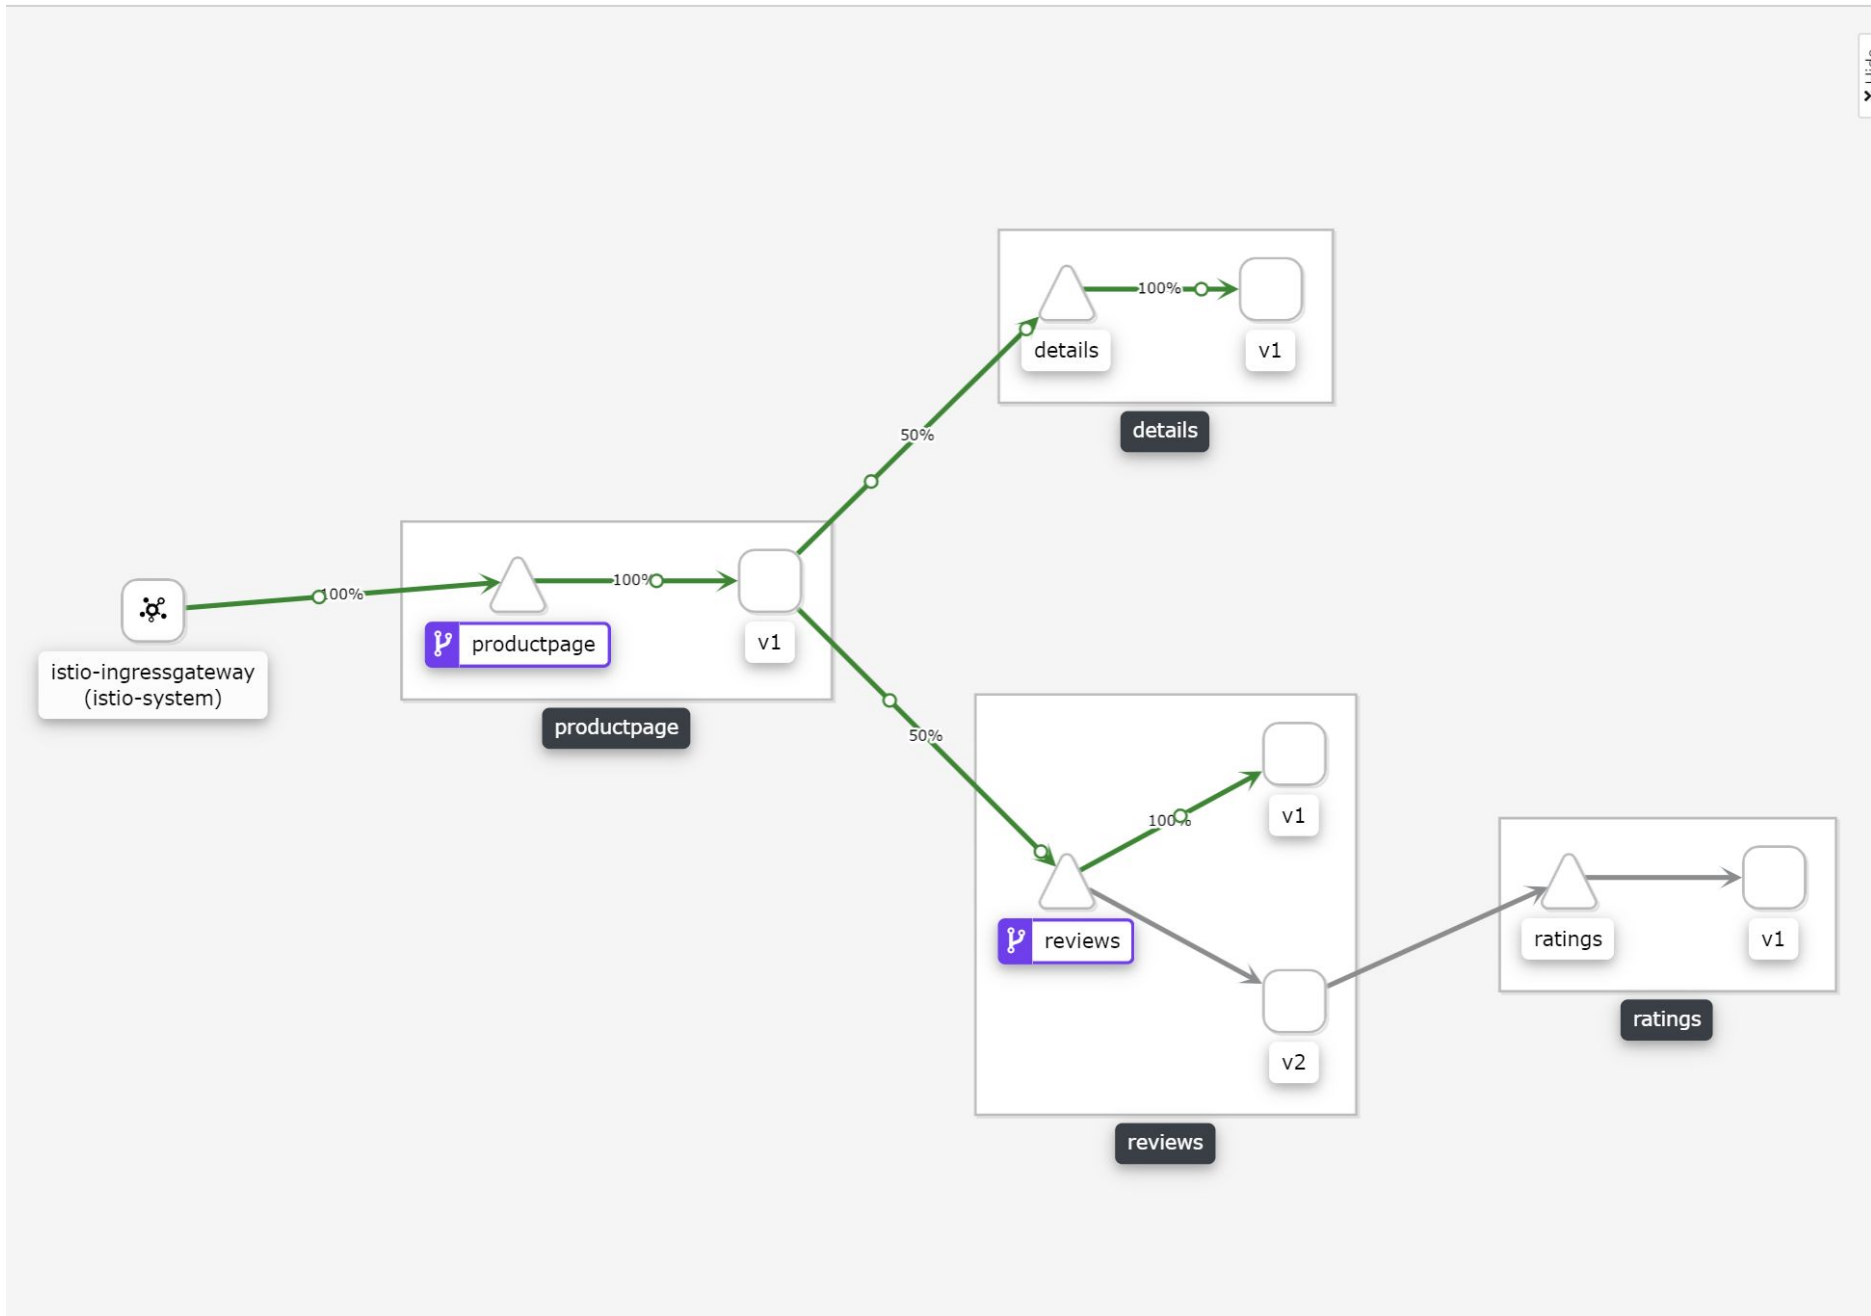 Hide
details
v1
100%
details
50%
istio-ingressgateway
(istio-system)
100%
productpage
100%
v1
productpage
50%
reviews
100%
v1
v2
reviews
ratings
v1
ratings